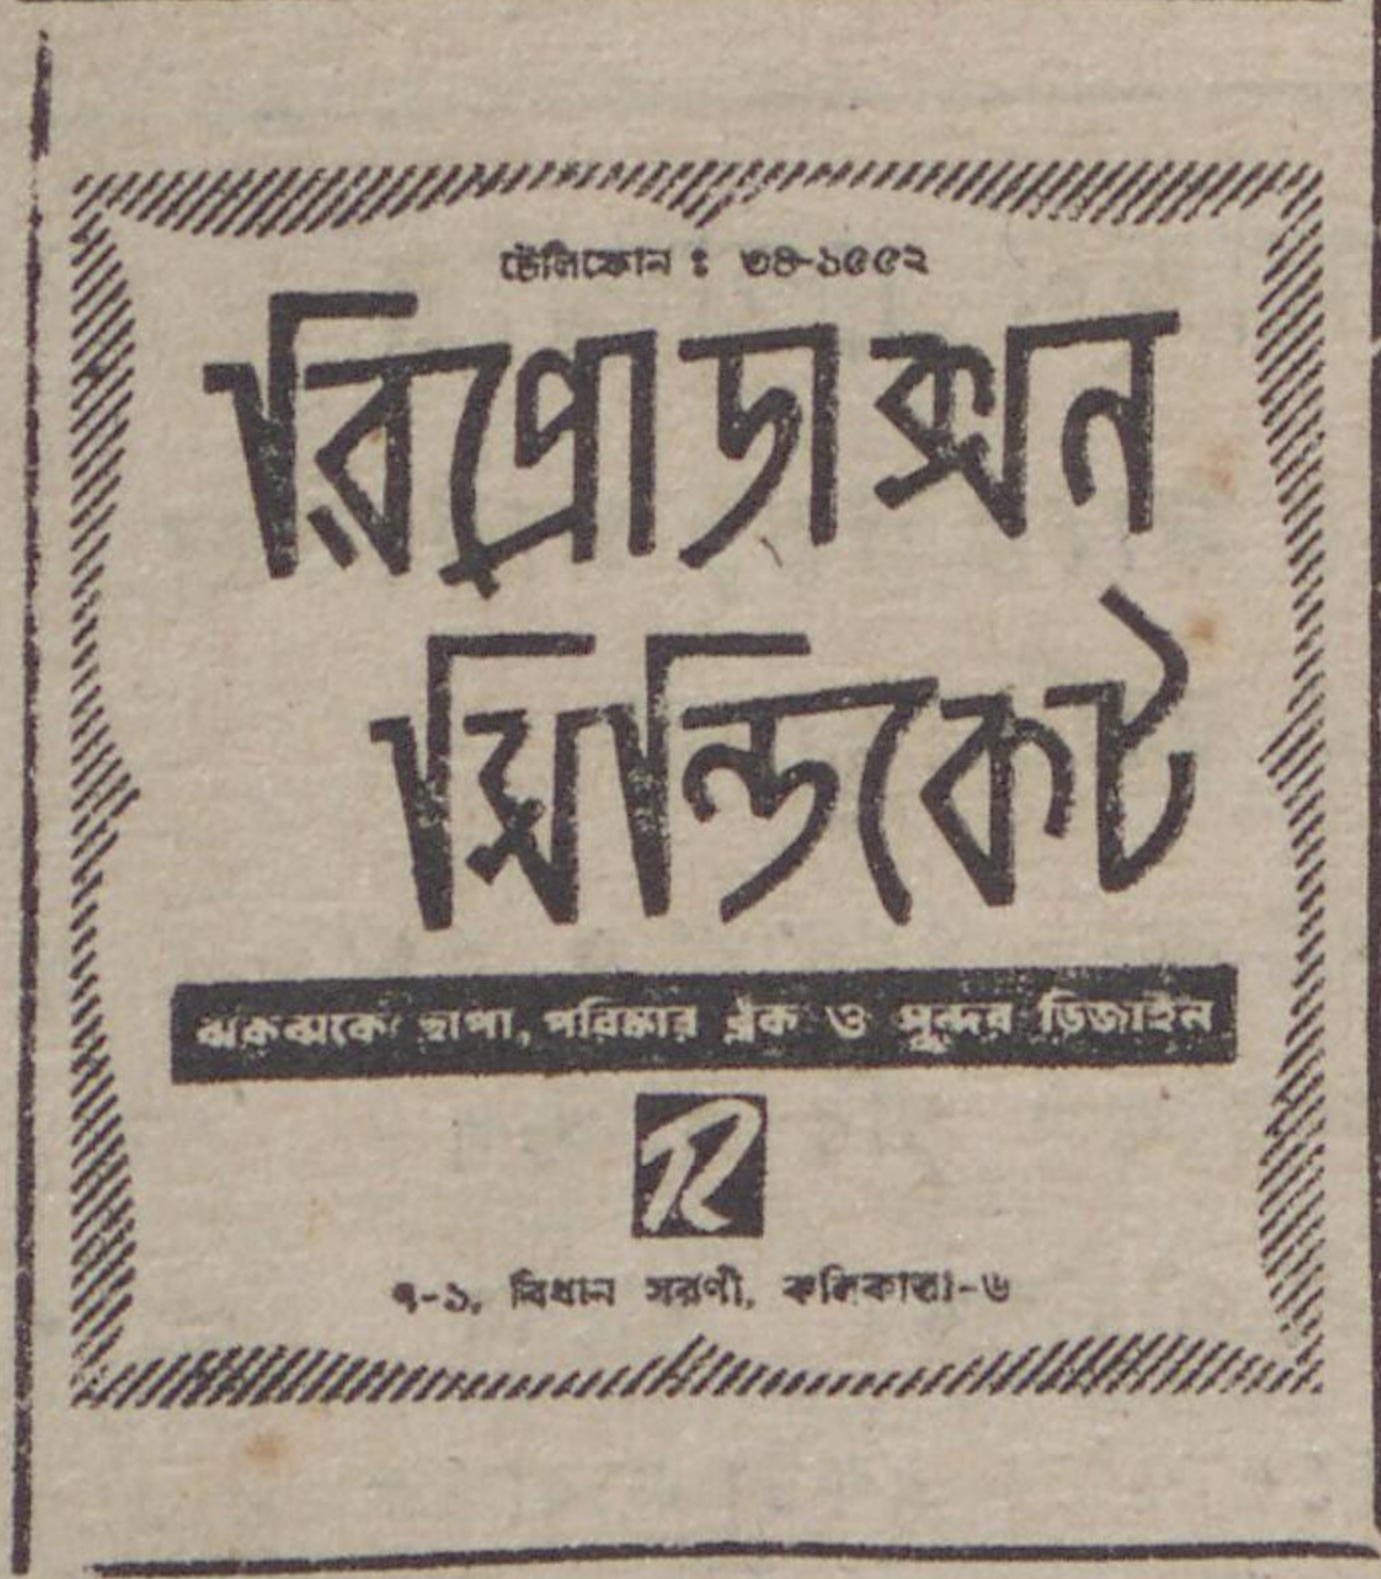 টেলিফোন : ৩৪-১৫৫২
রিপ্রোডাক্সন
সিন্ডিকেট
ঝকঝকে ছাপা, পরিষ্কার ব্লক ও সুন্দর ডিজাইন
R
৭-১, বিধান সরণী, কলিকাতা-৬